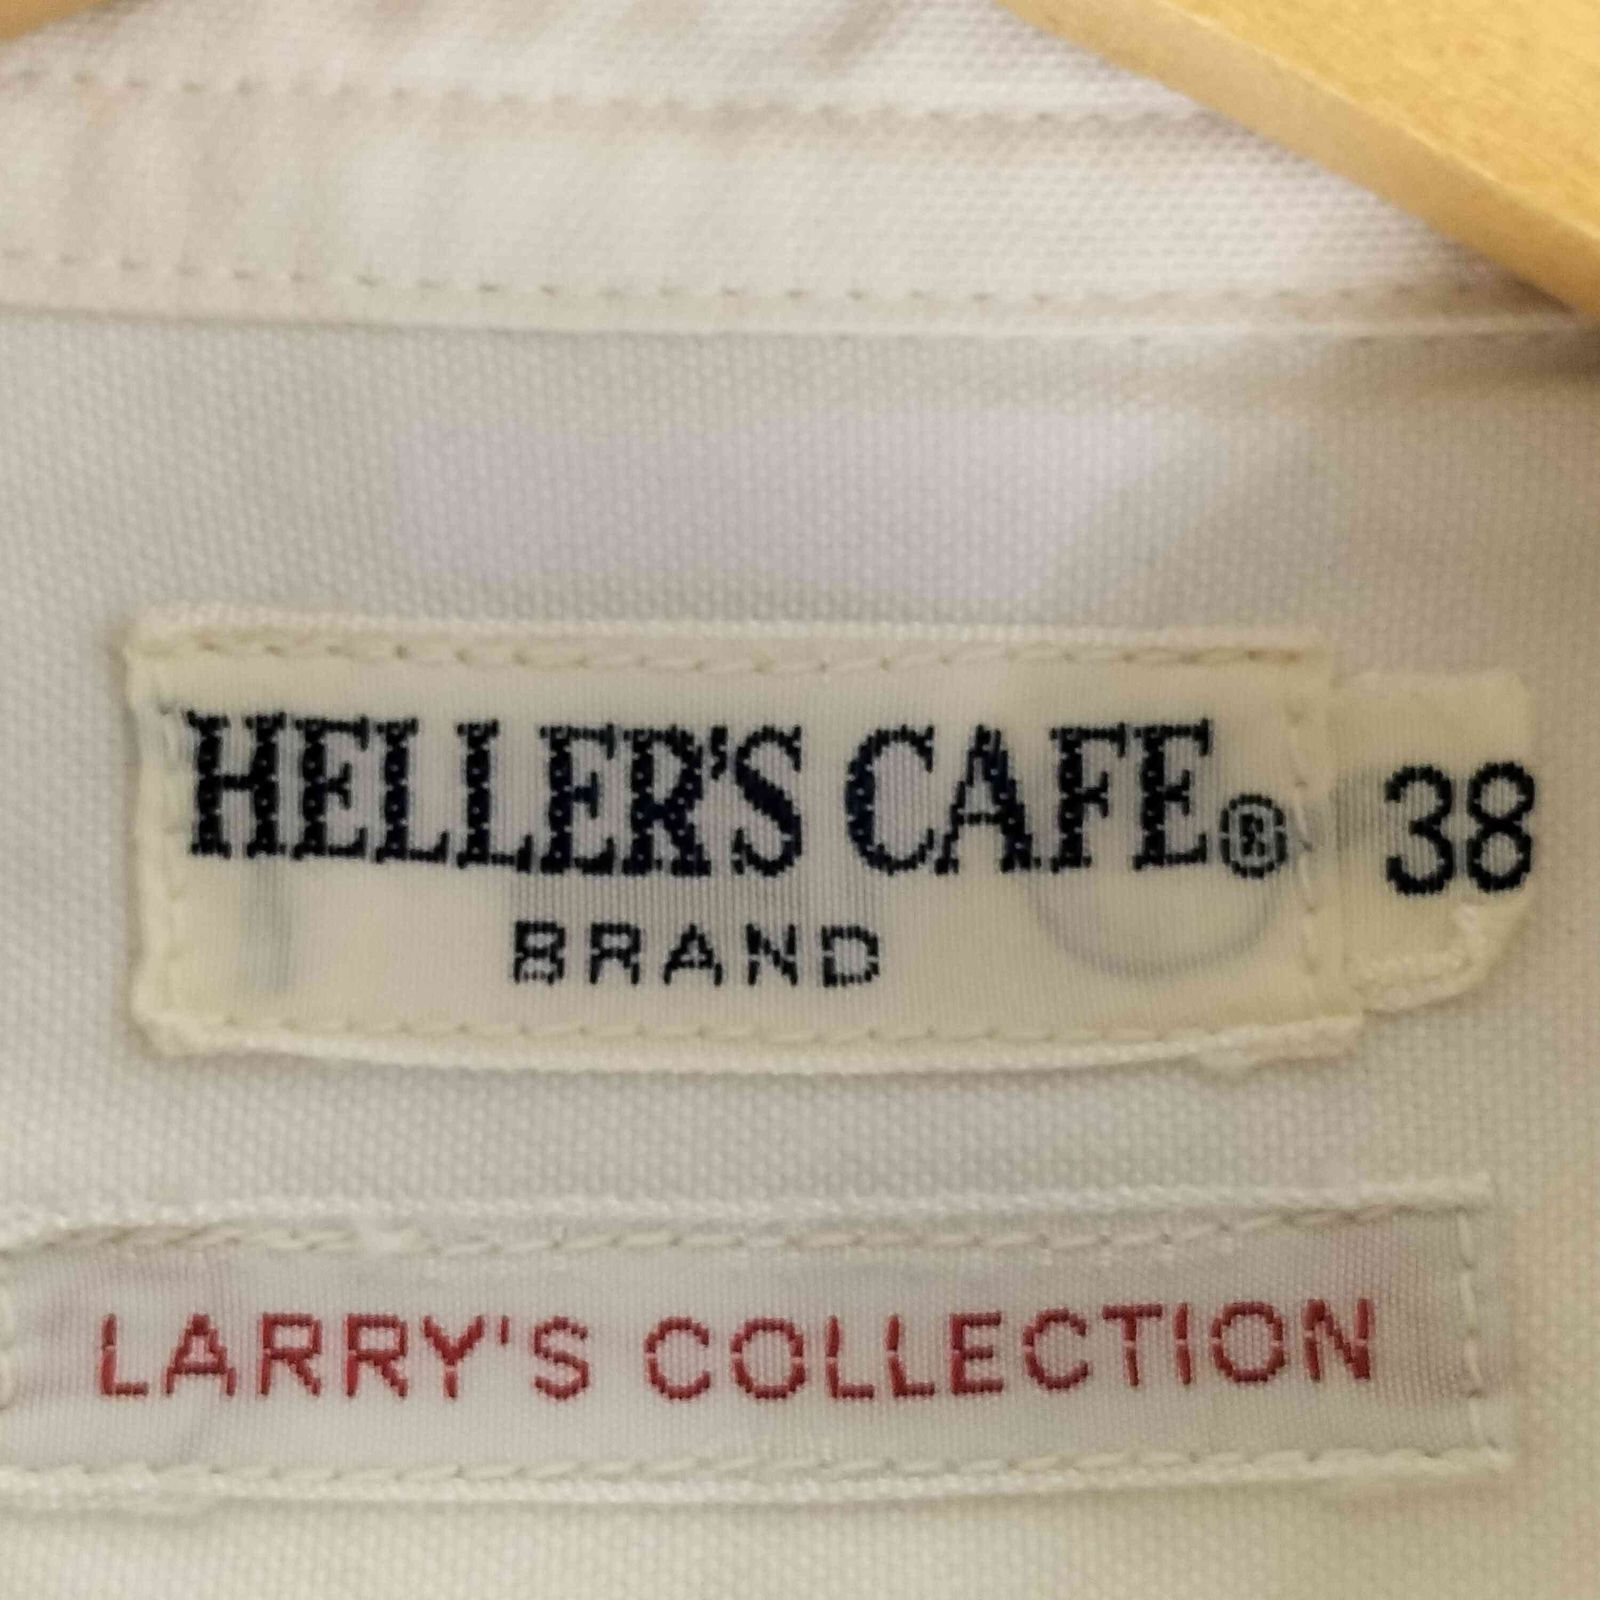 HELLER'S CAFE® 38
BRAND
LARRY'S COLLECTION